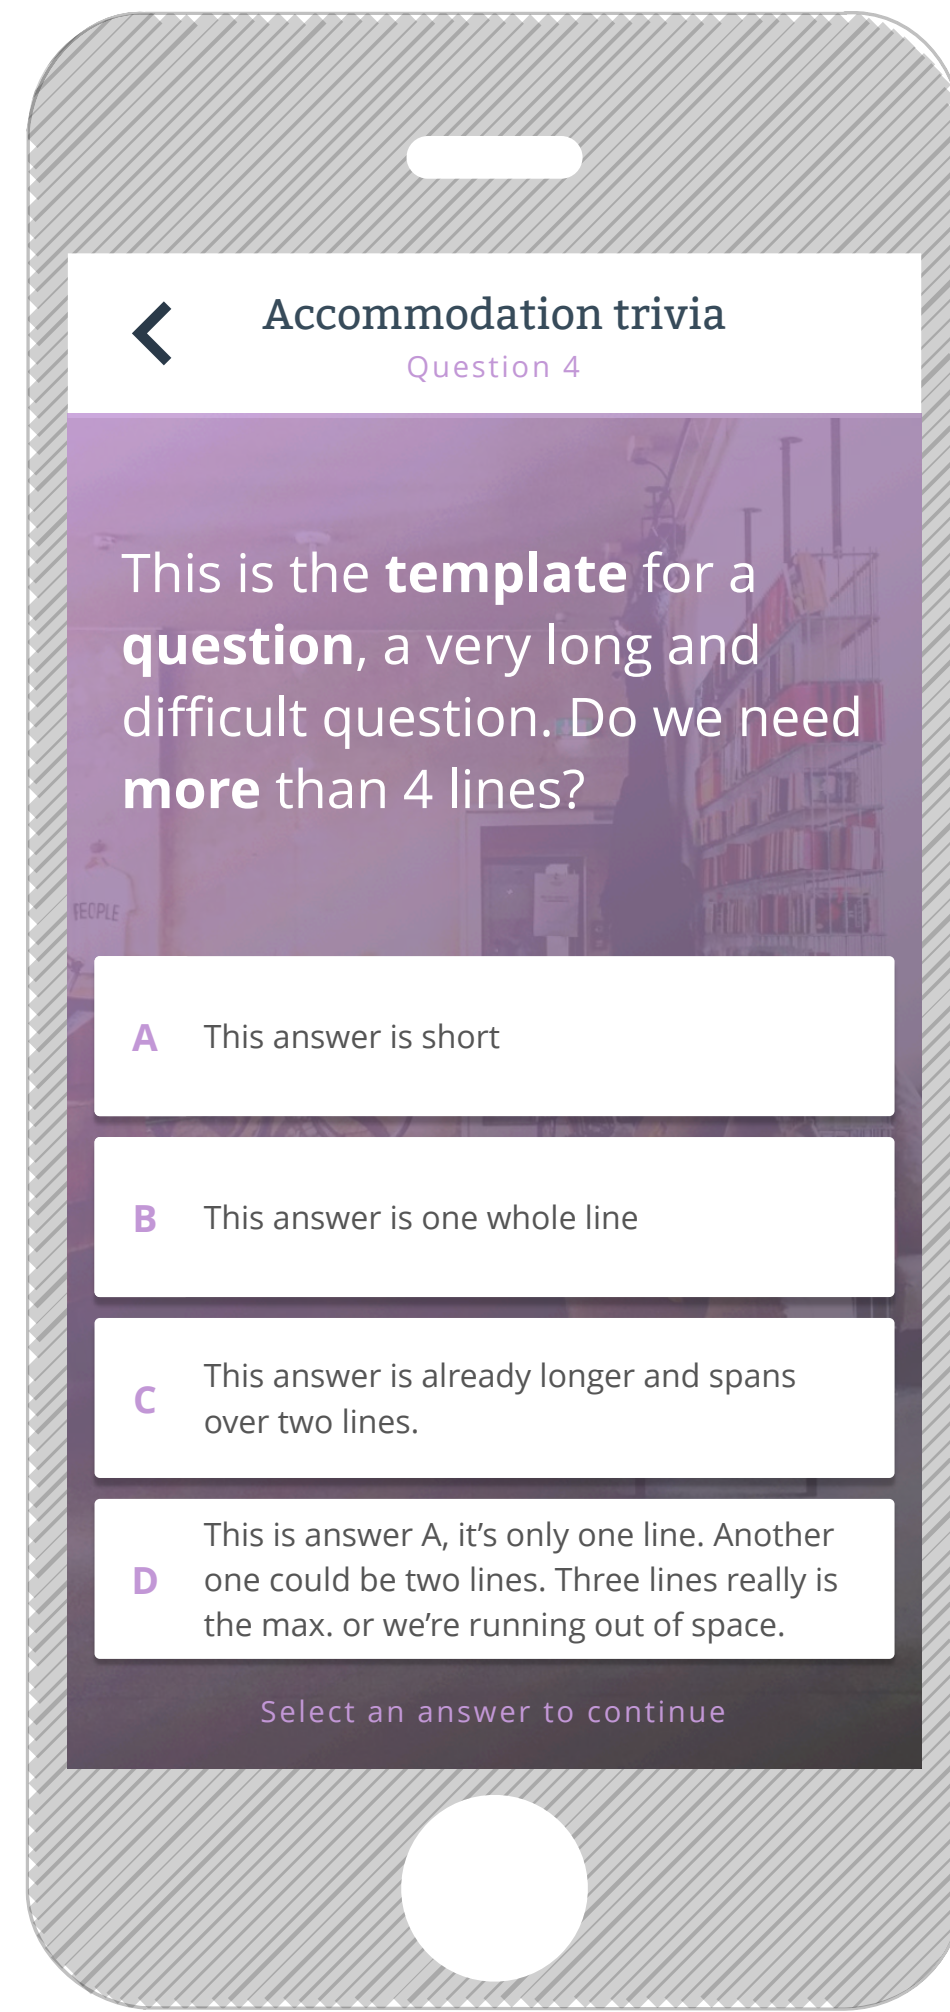 Accommodation trivia
Question 4
This is the template for a
question, a very long and
difficult question. Do we need
more than 4 lines?
PEOPLE
A This answer is short
B This answer is one whole line
C This answer is already longer and spans
over two lines.
D This is answer A, it’s only one line. Another
one could be two lines. Three lines really is
the max. or we’re running out of space.
Select an answer to continue